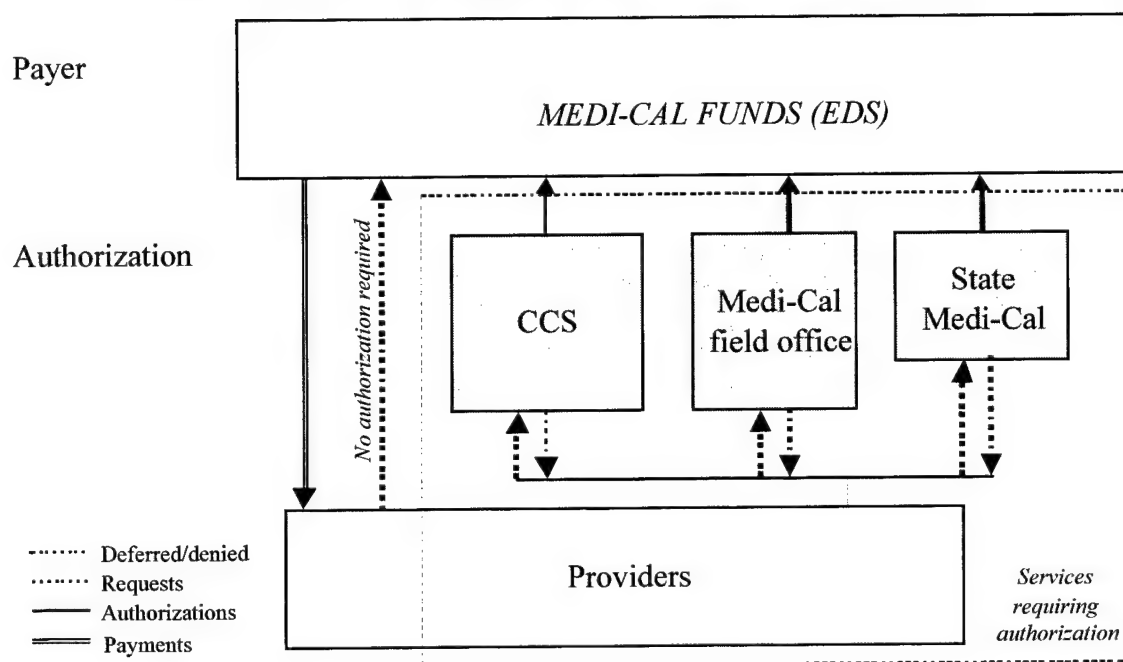 Payer
MEDI-CAL FUNDS (EDS)
Authorization
No authorization required
CCS
Medi-Cal
field office
State
Medi-Cal
Deferred/denied
Requests
Authorizations
Payments
Providers
Services
requiring
authorization